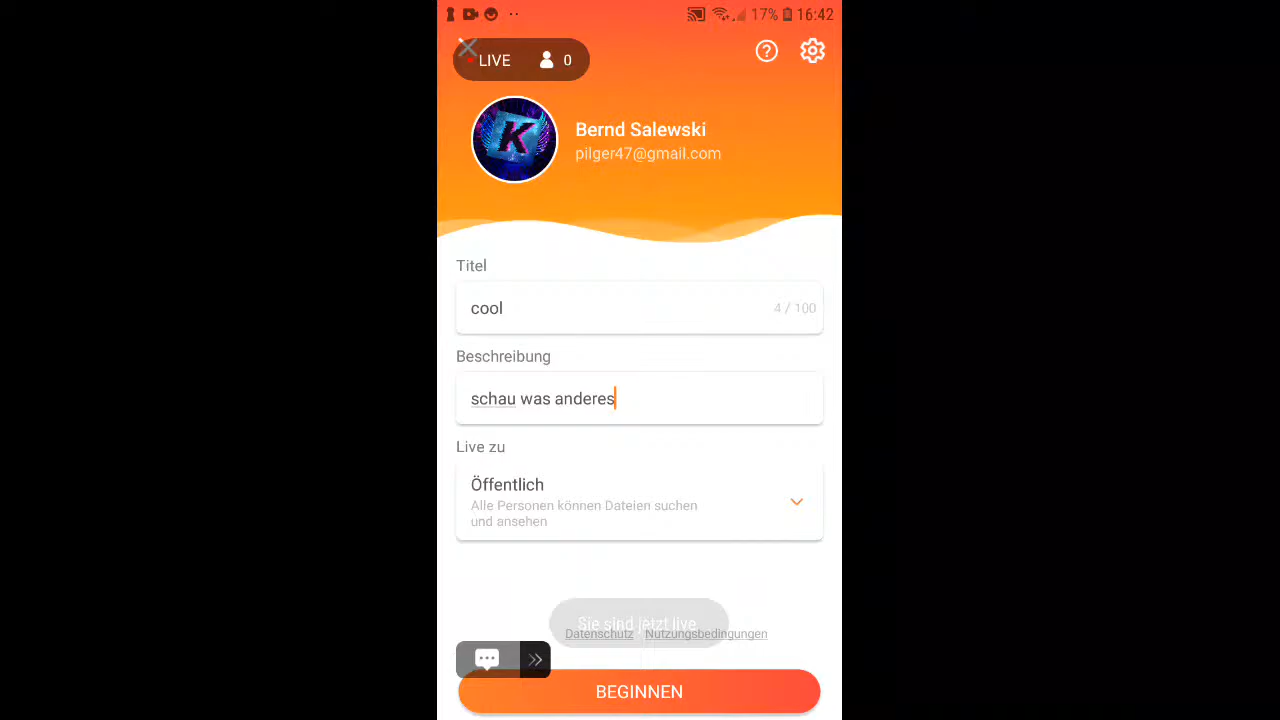 17% 16:42
LIVE 0
K
Bernd Salewski
pilger47@gmail.com
Titel
cool 4 / 100
Beschreibung
schau was anderes
Live zu
Öffentlich
Alle Personen können Dateien suchen
und ansehen
Sie sind jetzt live
Datenschutz Nutzungsbedingungen
BEGINNEN